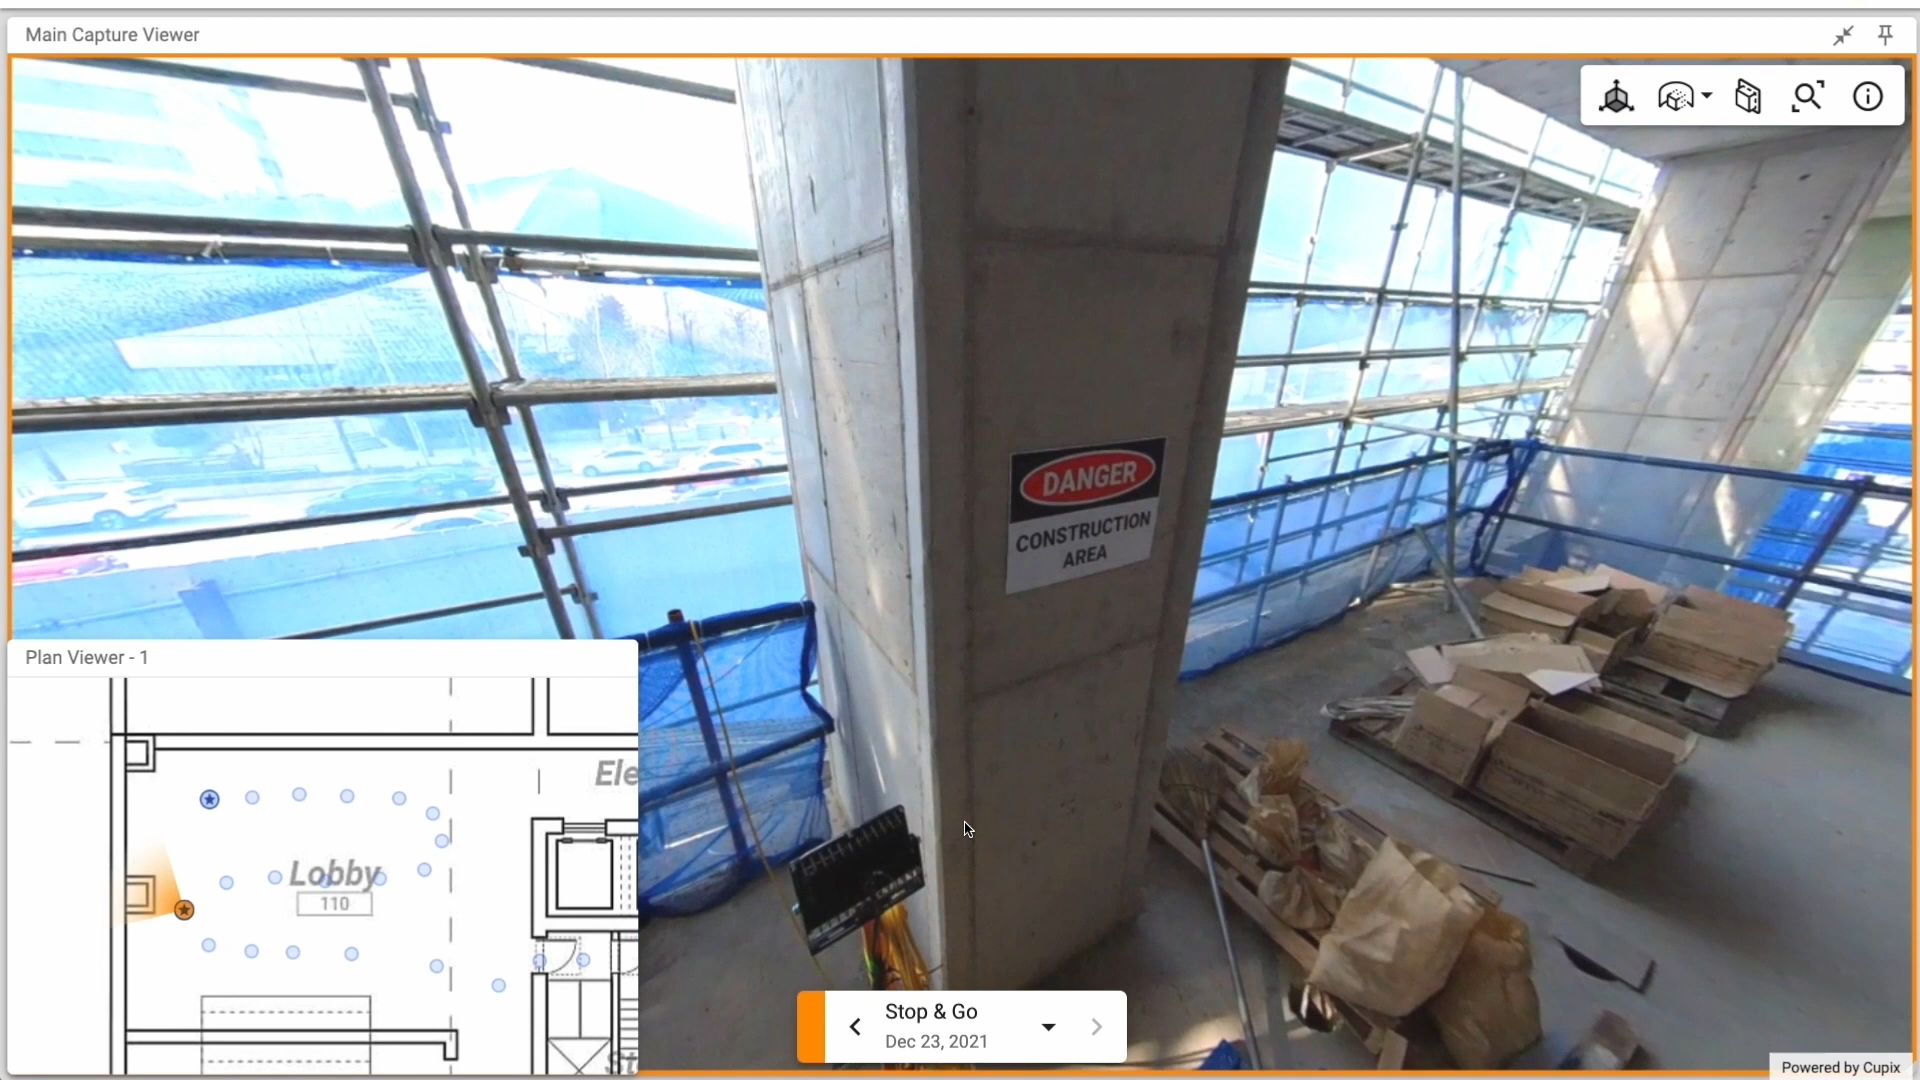 Main Capture Viewer
DANGER
CONSTRUCTION
AREA
Plan Viewer - 1
Ele
Lobby
110
St
Stop & Go
Dec 23, 2021
Powered by Cupix